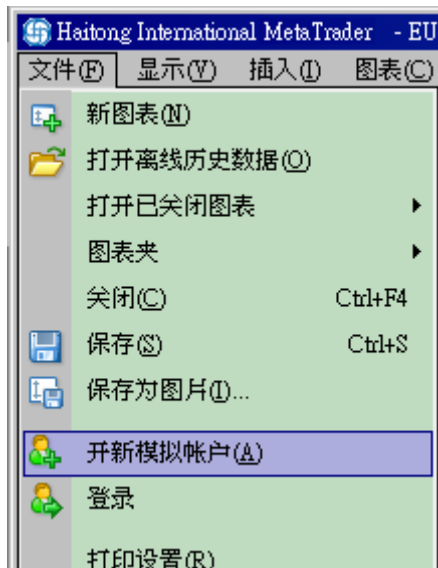 Haitong International MetaTrader - EU
文件(F) 显示(V) 插入(I) 图表(C)
新图表(N)
打开离线历史数据(O)
打开已关闭图表
图表夹
关闭(C) Ctrl+F4
保存(S) Ctrl+S
保存为图片(I)...
开新模拟帐户(A)
登录
打印设置(R)